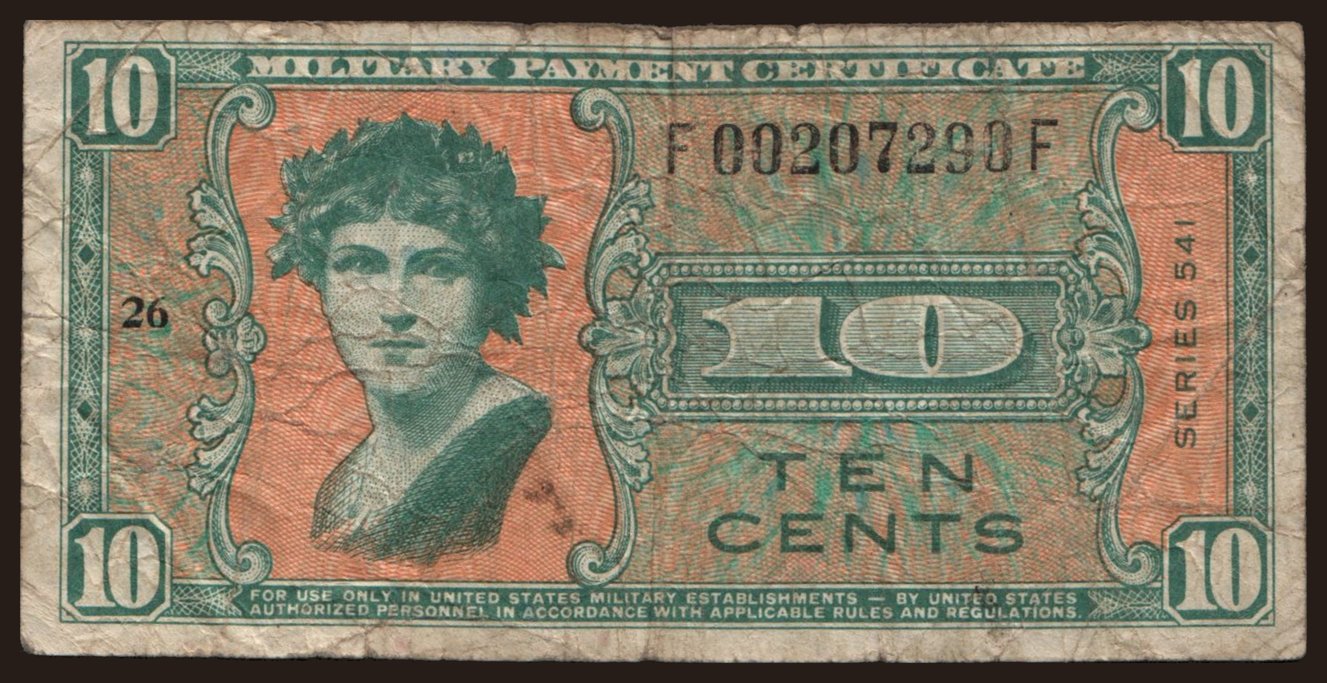 10 MILITARY PAYMENT CERTIFICATE 10
F00207290F
SERIES 541
26
10
TEN
CENTS
10 10
FOR USE ONLY IN UNITED STATES MILITARY ESTABLISHMENTS — BY UNITED STATES
AUTHORIZED PERSONNEL IN ACCORDANCE WITH APPLICABLE RULES AND REGULATIONS.